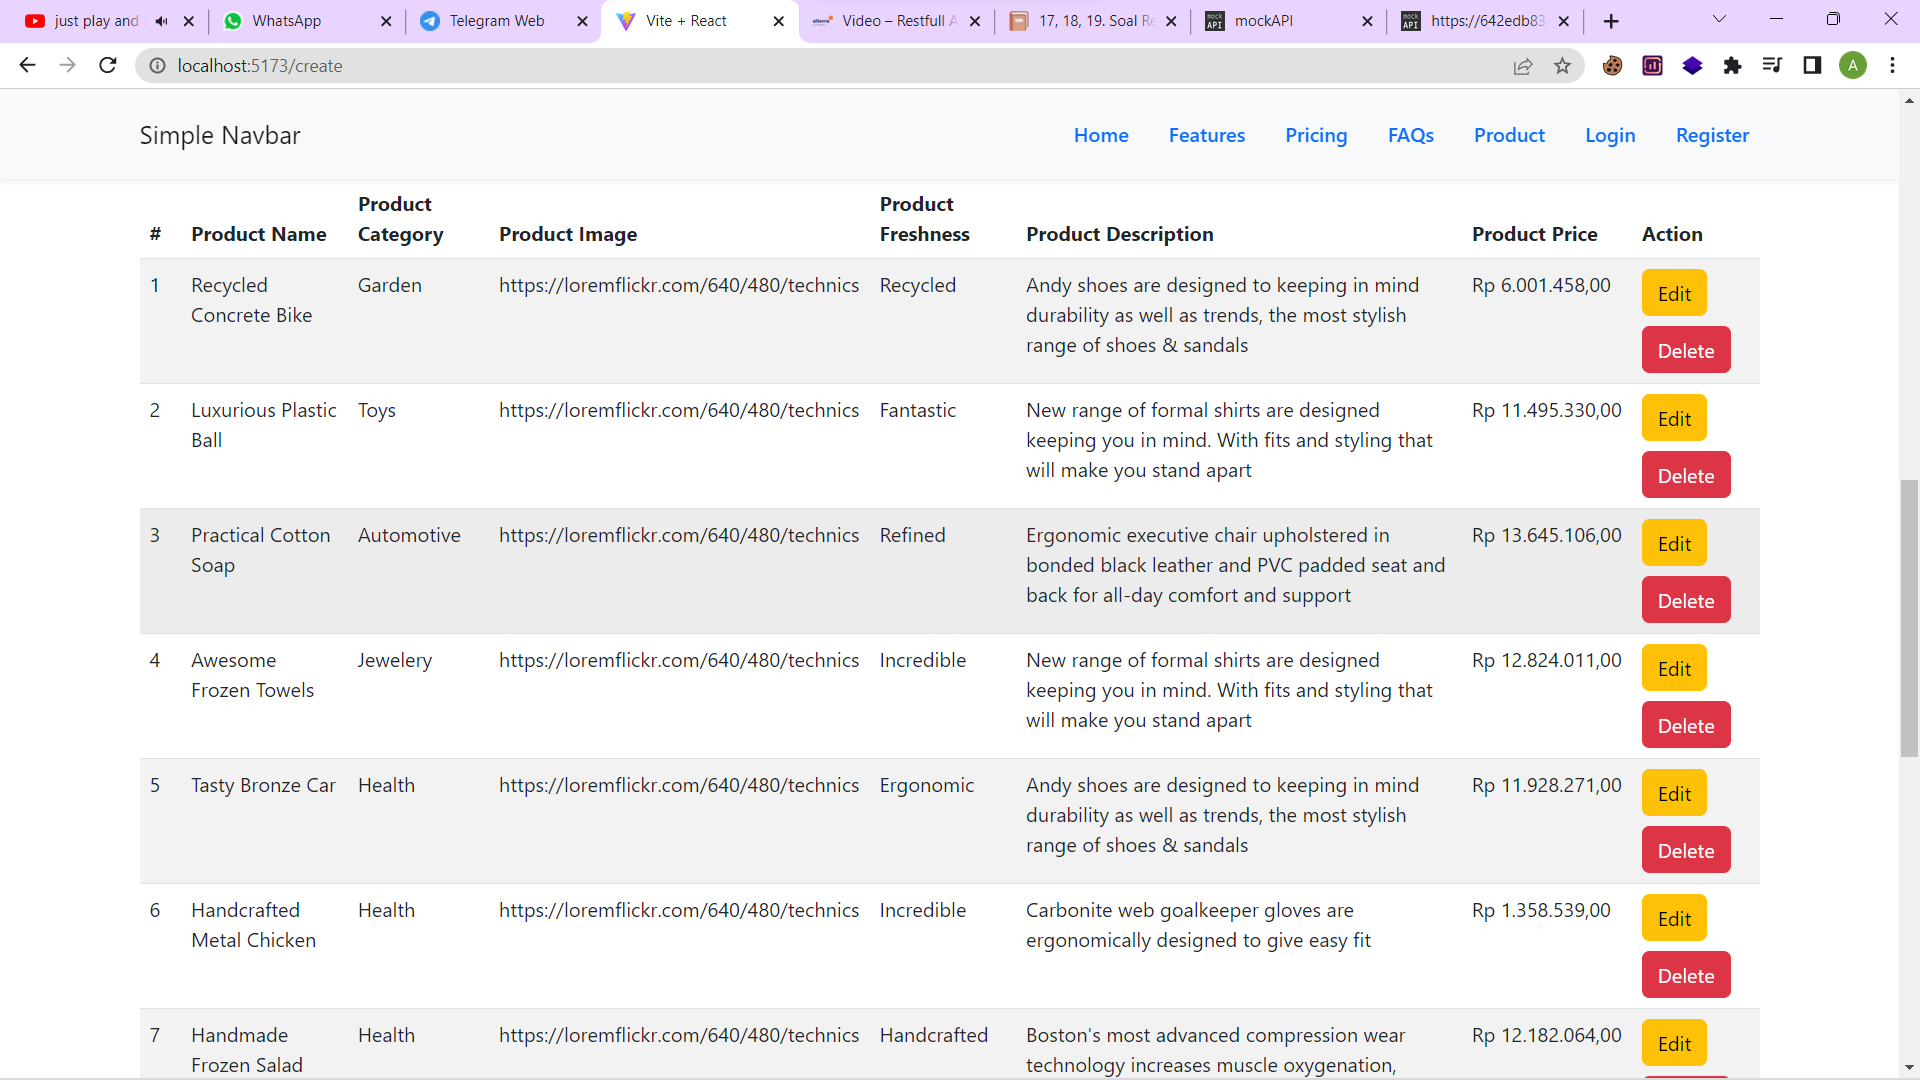 just play and
WhatsApp
Telegram Web
Vite + React
Video – Restfull A
17, 18, 19. Soal Re
mockAPI
https://642edb83
localhost:5173/create
A
Simple Navbar
Home Features Pricing FAQs Product Login Register
# Product Name Product Category Product Image Product Freshness Product Description Product Price Action
1 Recycled Concrete Bike Garden https://loremflickr.com/640/480/technics Recycled Andy shoes are designed to keeping in mind durability as well as trends, the most stylish range of shoes & sandals Rp 6.001.458,00 Edit Delete
2 Luxurious Plastic Ball Toys https://loremflickr.com/640/480/technics Fantastic New range of formal shirts are designed keeping you in mind. With fits and styling that will make you stand apart Rp 11.495.330,00 Edit Delete
3 Practical Cotton Soap Automotive https://loremflickr.com/640/480/technics Refined Ergonomic executive chair upholstered in bonded black leather and PVC padded seat and back for all-day comfort and support Rp 13.645.106,00 Edit Delete
4 Awesome Frozen Towels Jewelery https://loremflickr.com/640/480/technics Incredible New range of formal shirts are designed keeping you in mind. With fits and styling that will make you stand apart Rp 12.824.011,00 Edit Delete
5 Tasty Bronze Car Health https://loremflickr.com/640/480/technics Ergonomic Andy shoes are designed to keeping in mind durability as well as trends, the most stylish range of shoes & sandals Rp 11.928.271,00 Edit Delete
6 Handcrafted Metal Chicken Health https://loremflickr.com/640/480/technics Incredible Carbonite web goalkeeper gloves are ergonomically designed to give easy fit Rp 1.358.539,00 Edit Delete
7 Handmade Frozen Salad Health https://loremflickr.com/640/480/technics Handcrafted Boston's most advanced compression wear technology increases muscle oxygenation, Rp 12.182.064,00 Edit